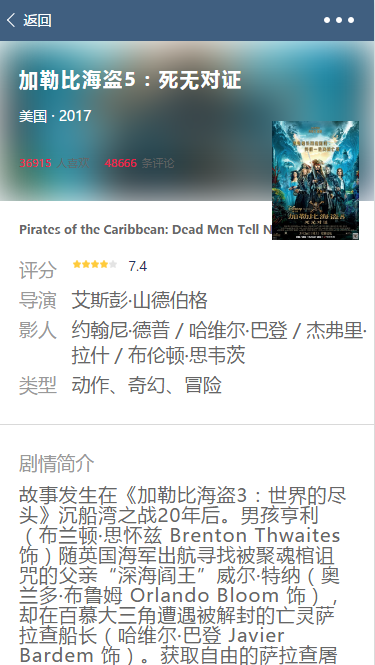 返回
加勒比海盗5：死无对证
美国 · 2017
36915 人喜欢 48666 条评论
加勒比海盗5
死无对证
Pirates of the Caribbean: Dead Men Tell N
评分 7.4
导演 艾斯彭·山德伯格
影人 约翰尼·德普 / 哈维尔·巴登 / 杰弗里·
拉什 / 布伦顿·思韦茨
类型 动作、奇幻、冒险
剧情简介
故事发生在《加勒比海盗3：世界的尽
头》沉船湾之战20年后。男孩亨利
（布兰顿·思怀兹 Brenton Thwaites
饰）随英国海军出航寻找被聚魂棺诅
咒的父亲“深海阎王”威尔·特纳（奥
兰多·布鲁姆 Orlando Bloom 饰），
却在百慕大三角遭遇被解封的亡灵萨
拉查船长（哈维尔·巴登 Javier
Bardem 饰）。获取自由的萨拉查屠